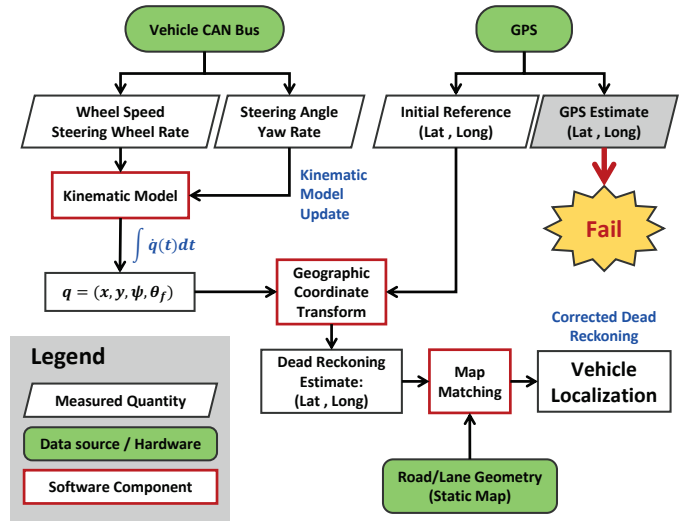 Vehicle CAN Bus
GPS
Wheel Speed
Steering Wheel Rate
Steering Angle
Yaw Rate
Initial Reference
(Lat , Long)
GPS Estimate
(Lat , Long)
Kinematic Model
Kinematic
Model
Update
Fail
∫ q̇(t)dt
q = (x, y, ψ, θ_f)
Geographic
Coordinate
Transform
Corrected Dead
Reckoning
Dead Reckoning
Estimate:
(Lat , Long)
Map
Matching
Vehicle
Localization
Road/Lane Geometry
(Static Map)
Legend
Measured Quantity
Data source / Hardware
Software Component